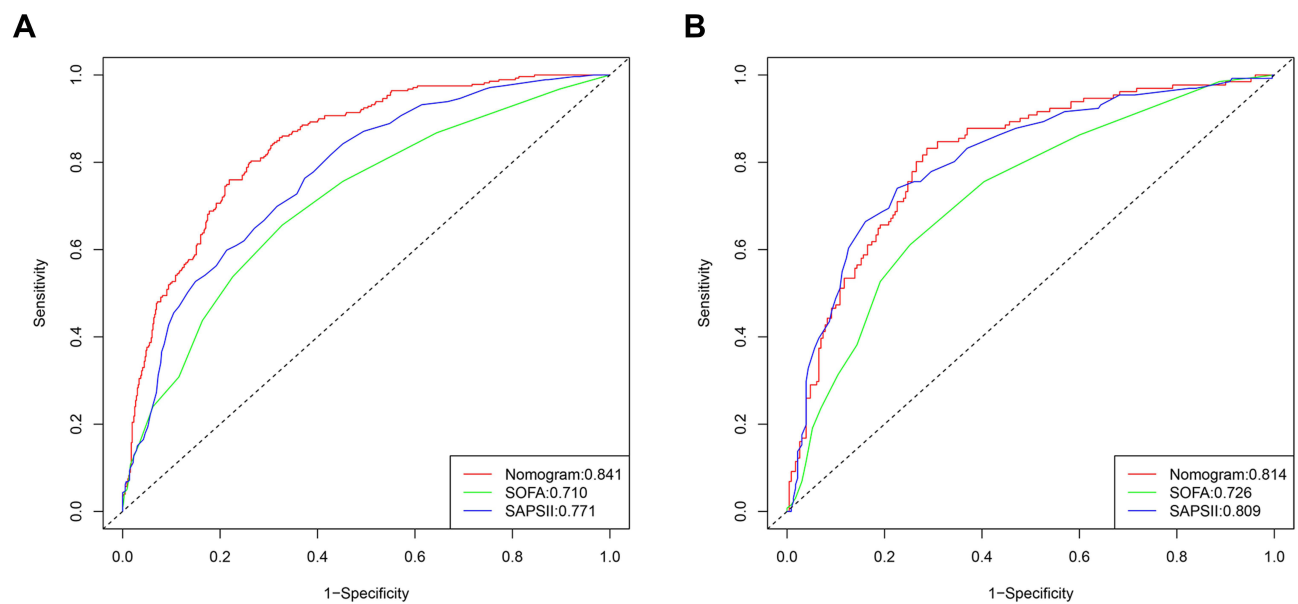 A
B
1.0
0.8
0.6
0.4
0.2
0.0
Sensitivity
Nomogram:0.841
SOFA:0.710
SAPSII:0.771
0.0 0.2 0.4 0.6 0.8 1.0
1−Specificity
1.0
0.8
0.6
0.4
0.2
0.0
Sensitivity
Nomogram:0.814
SOFA:0.726
SAPSII:0.809
0.0 0.2 0.4 0.6 0.8 1.0
1−Specificity